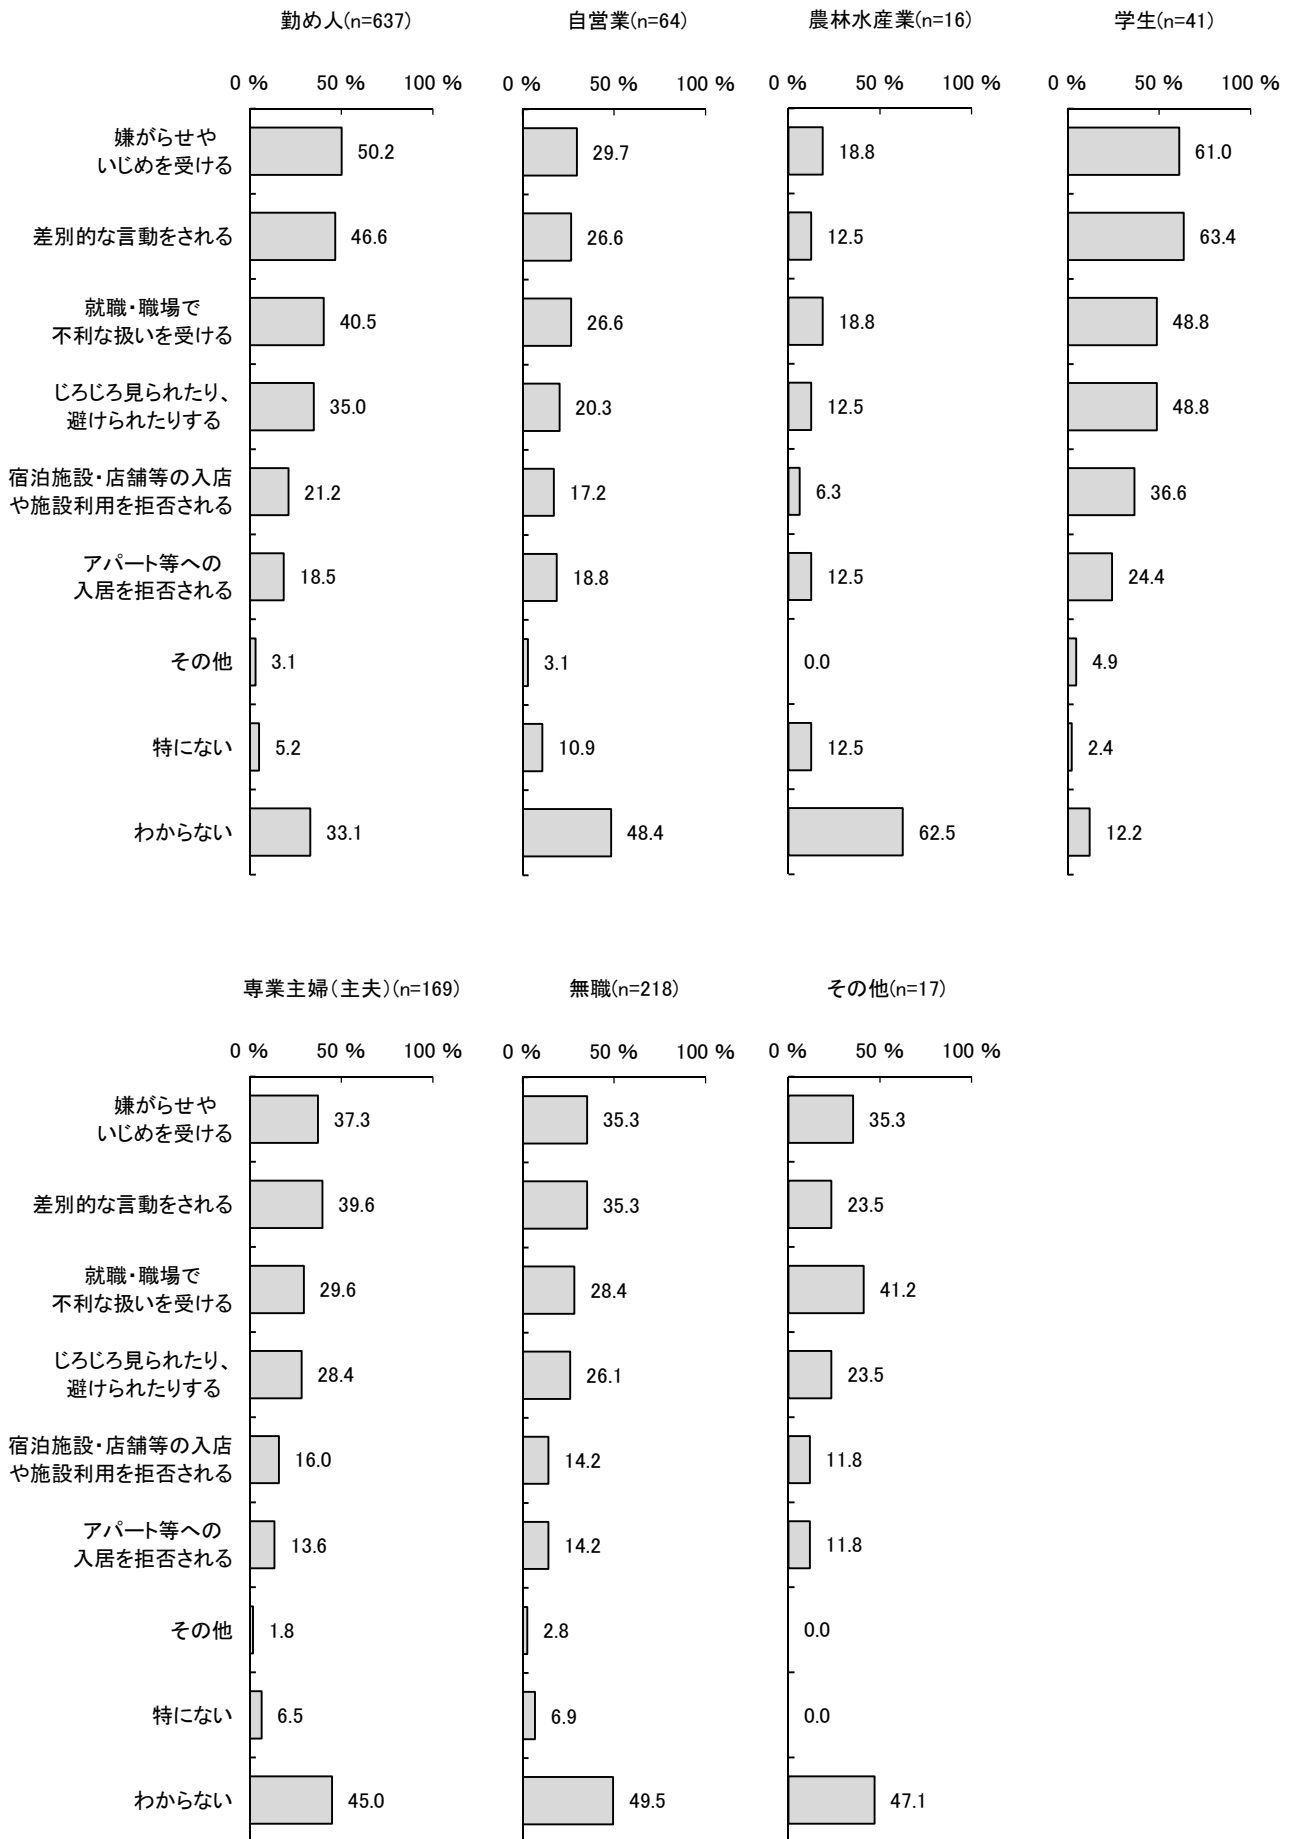 勤め人(n=637) 自営業(n=64) 農林水産業(n=16) 学生(n=41)
0 % 50 % 100 % 0 % 50 % 100 % 0 % 50 % 100 % 0 % 50 % 100 %
嫌がらせや
いじめを受ける 50.2 29.7 18.8 61.0
差別的な言動をされる 46.6 26.6 12.5 63.4
就職・職場で
不利な扱いを受ける 40.5 26.6 18.8 48.8
じろじろ見られたり、
避けられたりする 35.0 20.3 12.5 48.8
宿泊施設・店舗等の入店
や施設利用を拒否される 21.2 17.2 6.3 36.6
アパート等への
入居を拒否される 18.5 18.8 12.5 24.4
その他 3.1 3.1 0.0 4.9
特にない 5.2 10.9 12.5 2.4
わからない 33.1 48.4 62.5 12.2
専業主婦(主夫)(n=169) 無職(n=218) その他(n=17)
0 % 50 % 100 % 0 % 50 % 100 % 0 % 50 % 100 %
嫌がらせや
いじめを受ける 37.3 35.3 35.3
差別的な言動をされる 39.6 35.3 23.5
就職・職場で
不利な扱いを受ける 29.6 28.4 41.2
じろじろ見られたり、
避けられたりする 28.4 26.1 23.5
宿泊施設・店舗等の入店
や施設利用を拒否される 16.0 14.2 11.8
アパート等への
入居を拒否される 13.6 14.2 11.8
その他 1.8 2.8 0.0
特にない 6.5 6.9 0.0
わからない 45.0 49.5 47.1